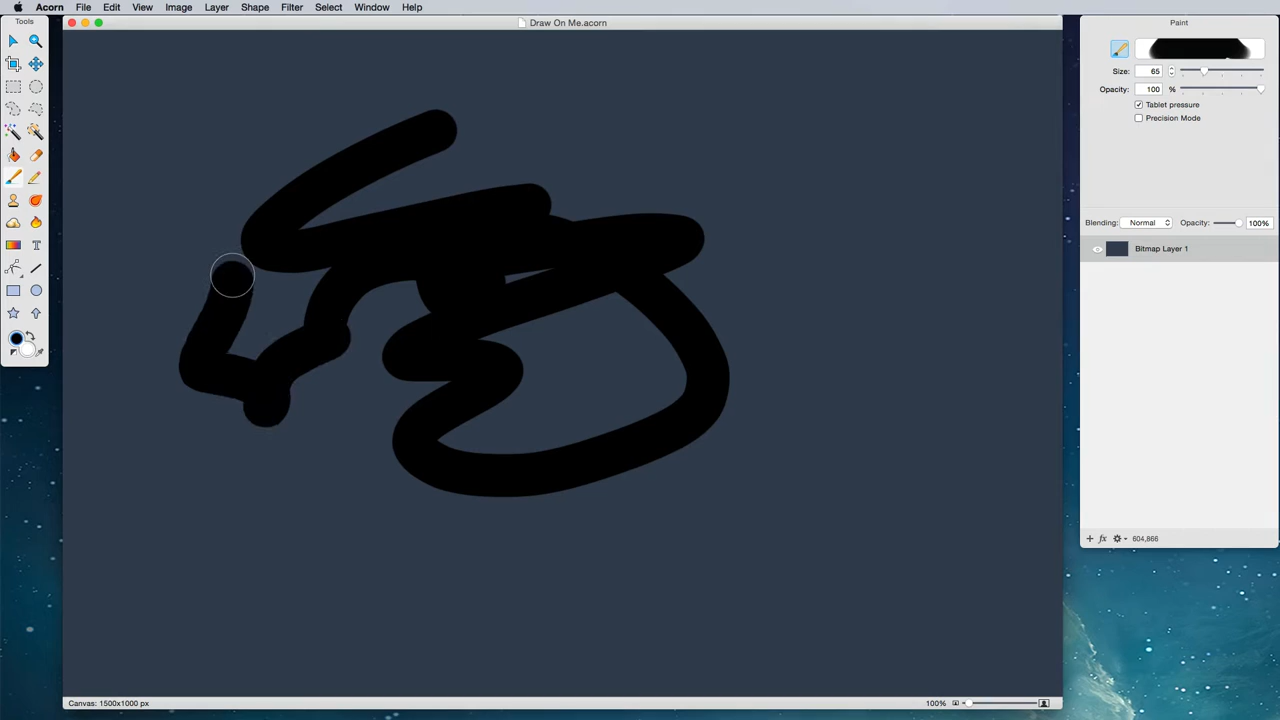 Acorn File Edit View Image Layer Shape Filter Select Window Help
Tools
Draw On Me.acorn
Paint
Size: 65
Opacity: 100 %
Tablet pressure
Precision Mode
Blending: Normal Opacity: 100%
Bitmap Layer 1
fx 604,866
Canvas: 1500x1000 px
100%